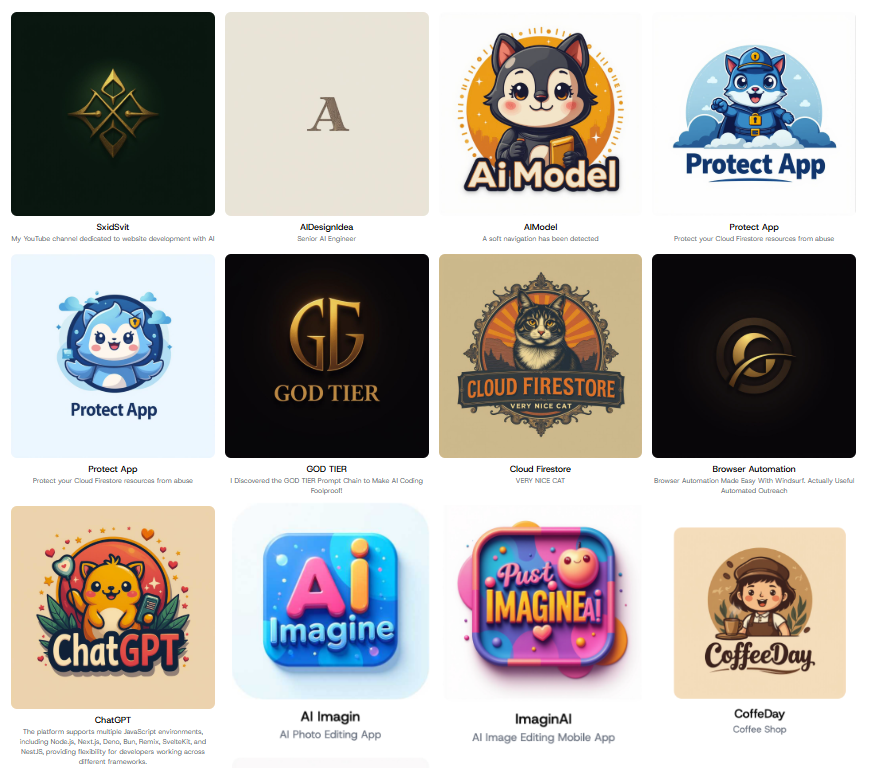 A
Ai Model
Protect App
SxidSvit
My YouTube channel dedicated to website development with AI
AIDesignIdea
Senior AI Engineer
AIModel
A soft navigation has been detected
Protect App
Protect your Cloud Firestore resources from abuse
Protect App
GG
GOD TIER
CLOUD FIRESTORE
VERY NICE CAT
Protect App
Protect your Cloud Firestore resources from abuse
GOD TIER
I Discovered the GOD TIER Prompt Chain to Make AI Coding
Foolproof!
Cloud Firestore
VERY NICE CAT
Browser Automation
Browser Automation Made Easy With Windsurf. Actually Useful
Automated Outreach
ChatGPT
Ai
Imagine
Pust
IMAGINEAi
CoffeeDay
ChatGPT
The platform supports multiple JavaScript environments,
including Node.js, Next.js, Deno, Bun, Remix, SvelteKit, and
NestJS, providing flexibility for developers working across
different frameworks.
AI Imagin
AI Photo Editing App
ImaginAI
AI Image Editing Mobile App
CoffeDay
Coffee Shop